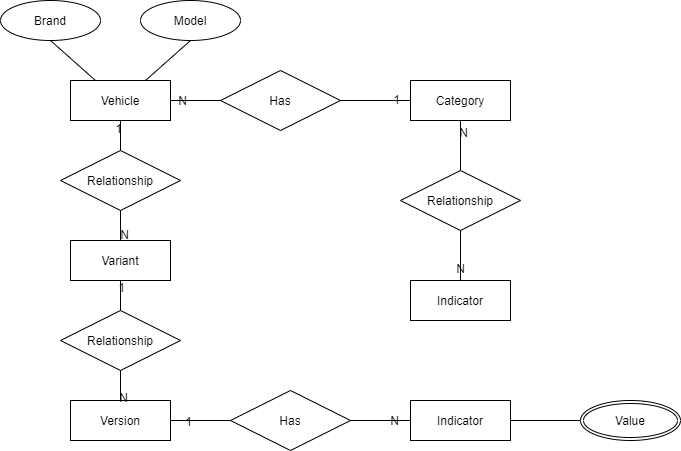 Brand
Model
Vehicle
N
Has
1
Category
1
N
Relationship
Relationship
N
Variant
N
1
Indicator
Relationship
N
Version
1
Has
N
Indicator
Value